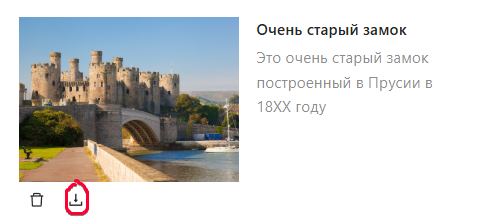 Очень старый замок
Это очень старый замок
построенный в Прусии в
18XX году